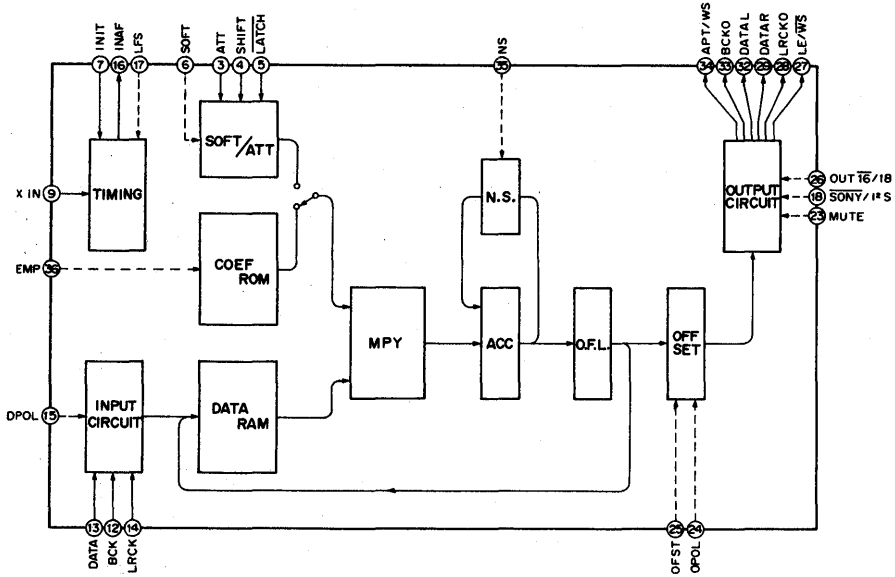 INIT
INAF
LFS
SOFT
ATT
SHIFT
LATCH
NS
APT/WS
BCKO
DATAL
DATAR
LRCKO
LE/WS
7
16
17
6
3
4
5
35
34
33
32
29
28
27
SOFT/ATT
TIMING
X IN 9
N.S.
OUTPUT CIRCUIT
26 OUT 16/18
18 SONY/I²S
23 MUTE
EMP 36
COEF ROM
MPY
ACC
O.F.L.
OFF SET
DPOL 15
INPUT CIRCUIT
DATA RAM
13
12
14
25
24
DATA
BCK
LRCK
OFST
OPOL